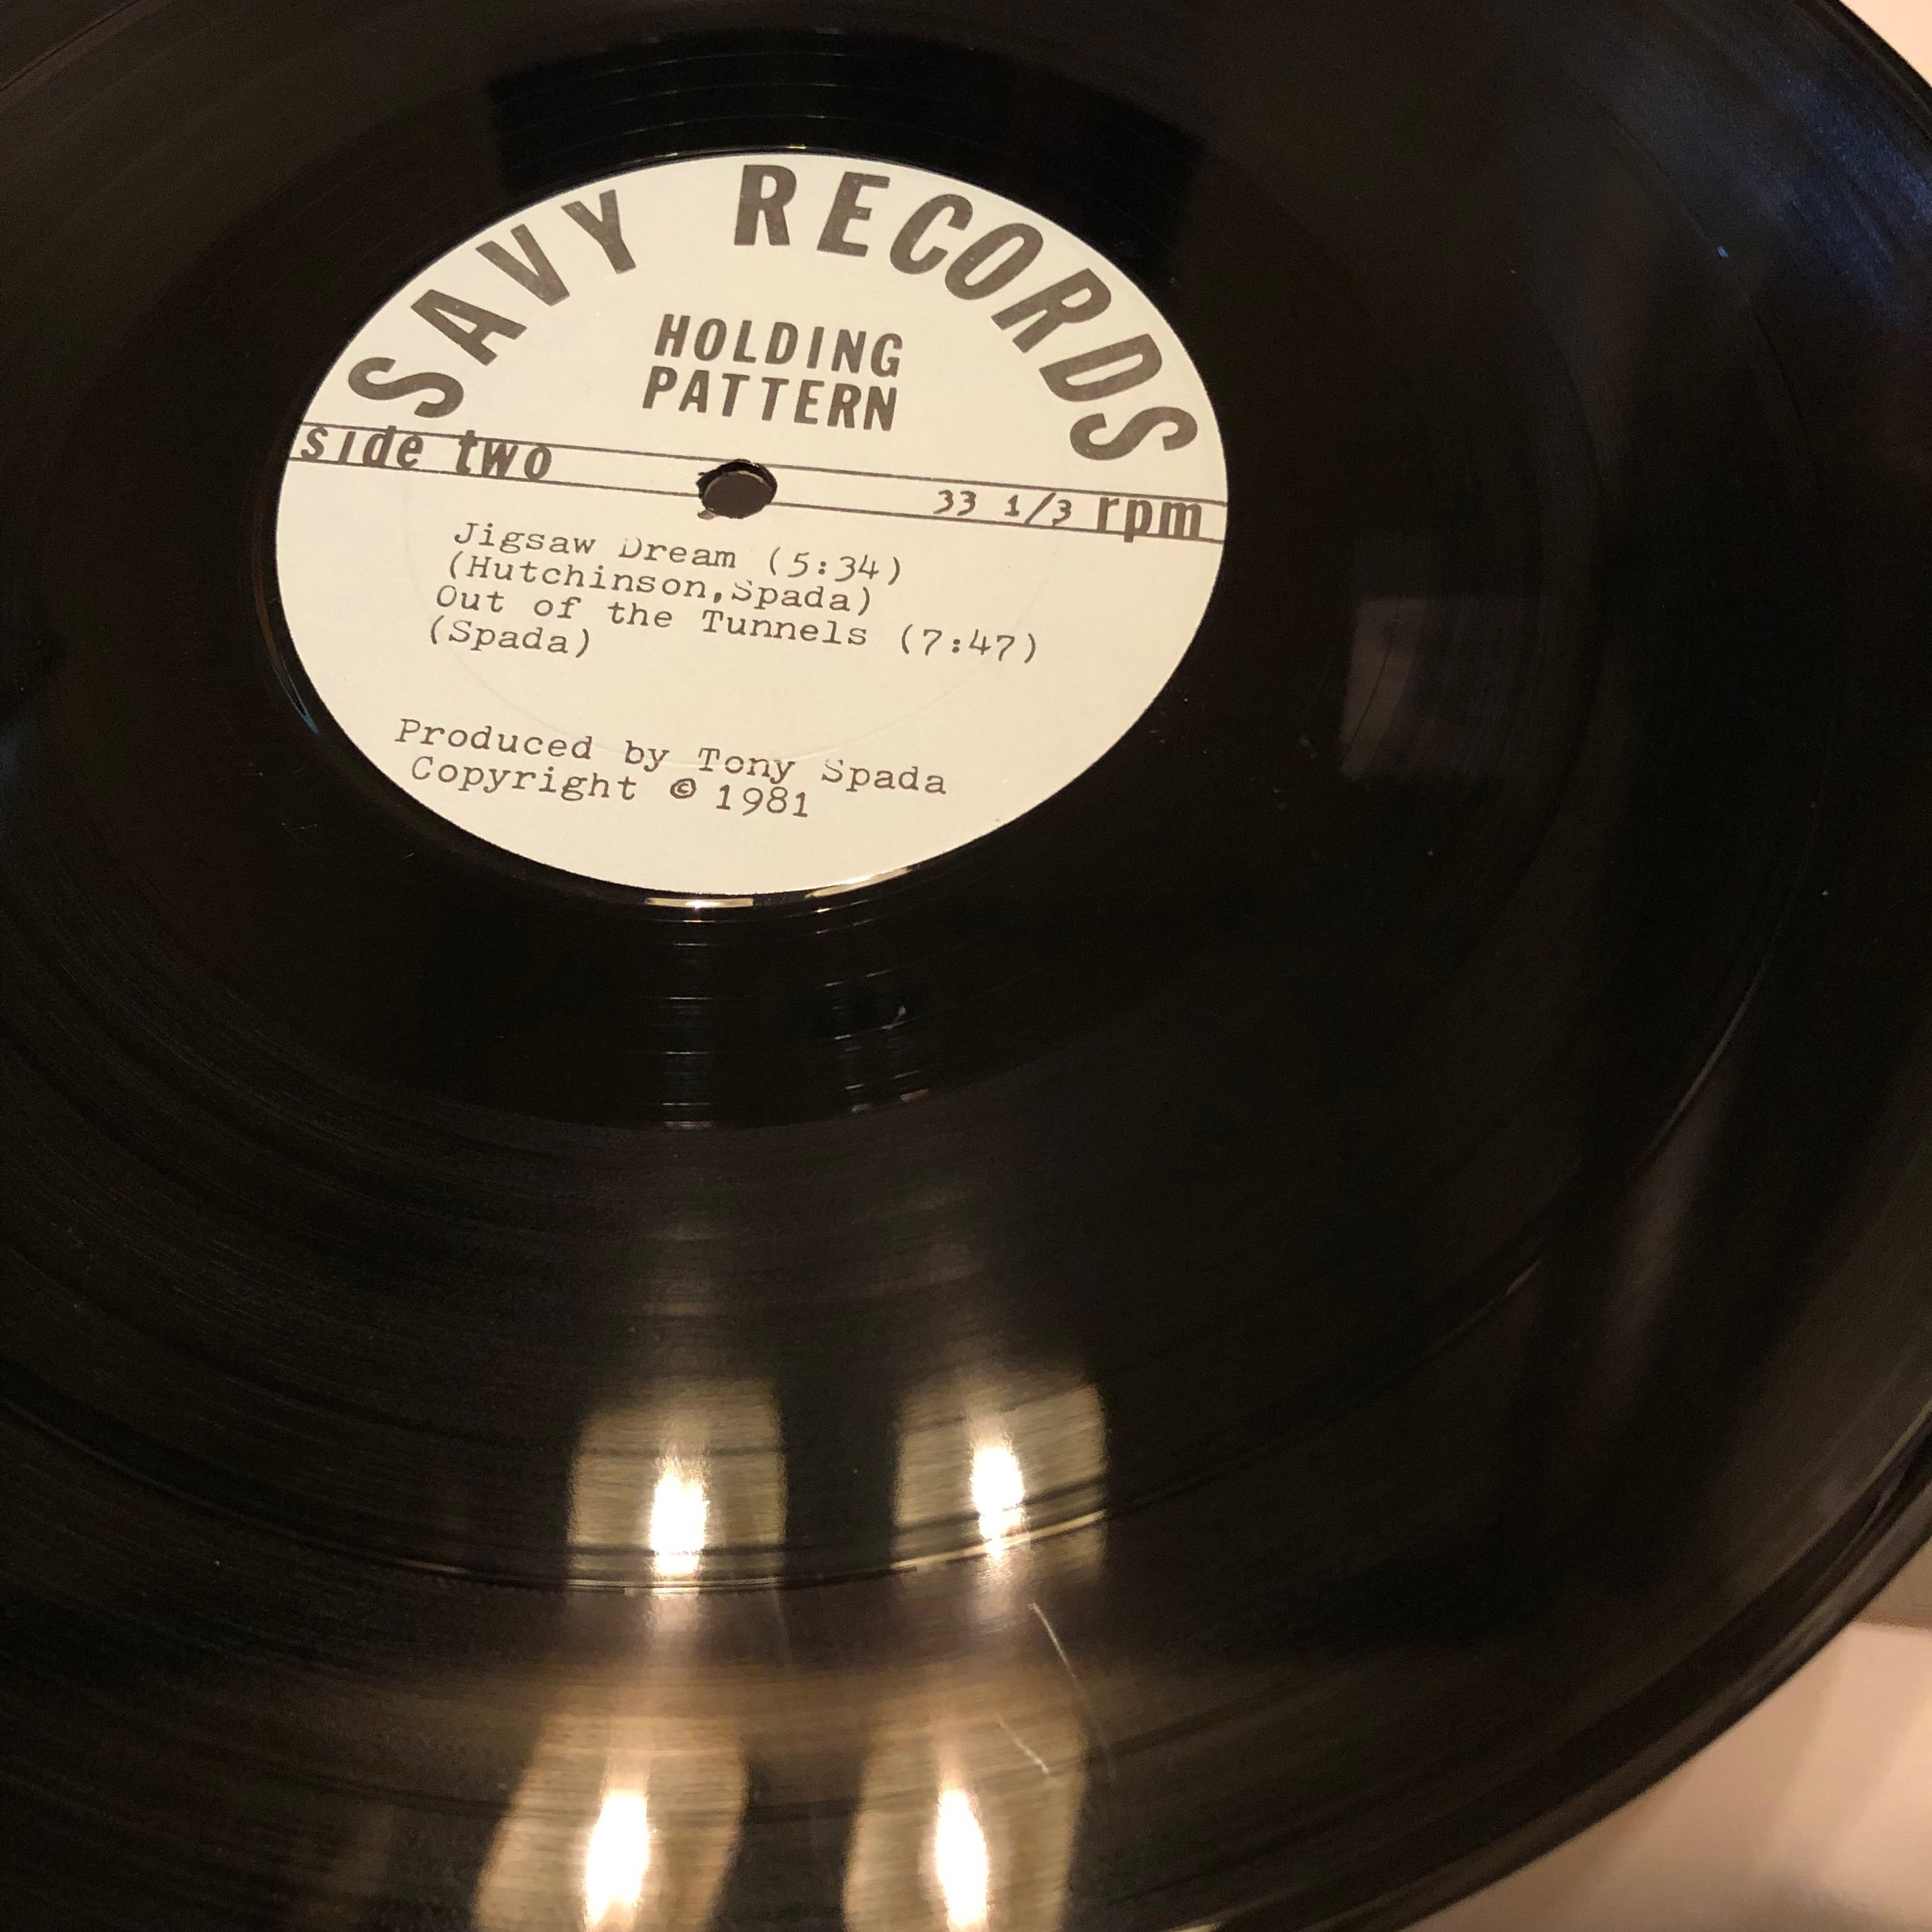 SAVY RECORDS
HOLDING
PATTERN
side two
33 1/3 rpm
Jigsaw Dream (5:34)
(Hutchinson,Spada)
Out of the Tunnels (7:47)
(Spada)
Produced by Tony Spada
Copyright © 1981